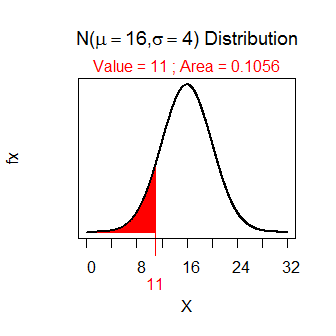 N(μ = 16,σ = 4) Distribution
Value = 11 ; Area = 0.1056
fx
0 8 16 24 32
11
X